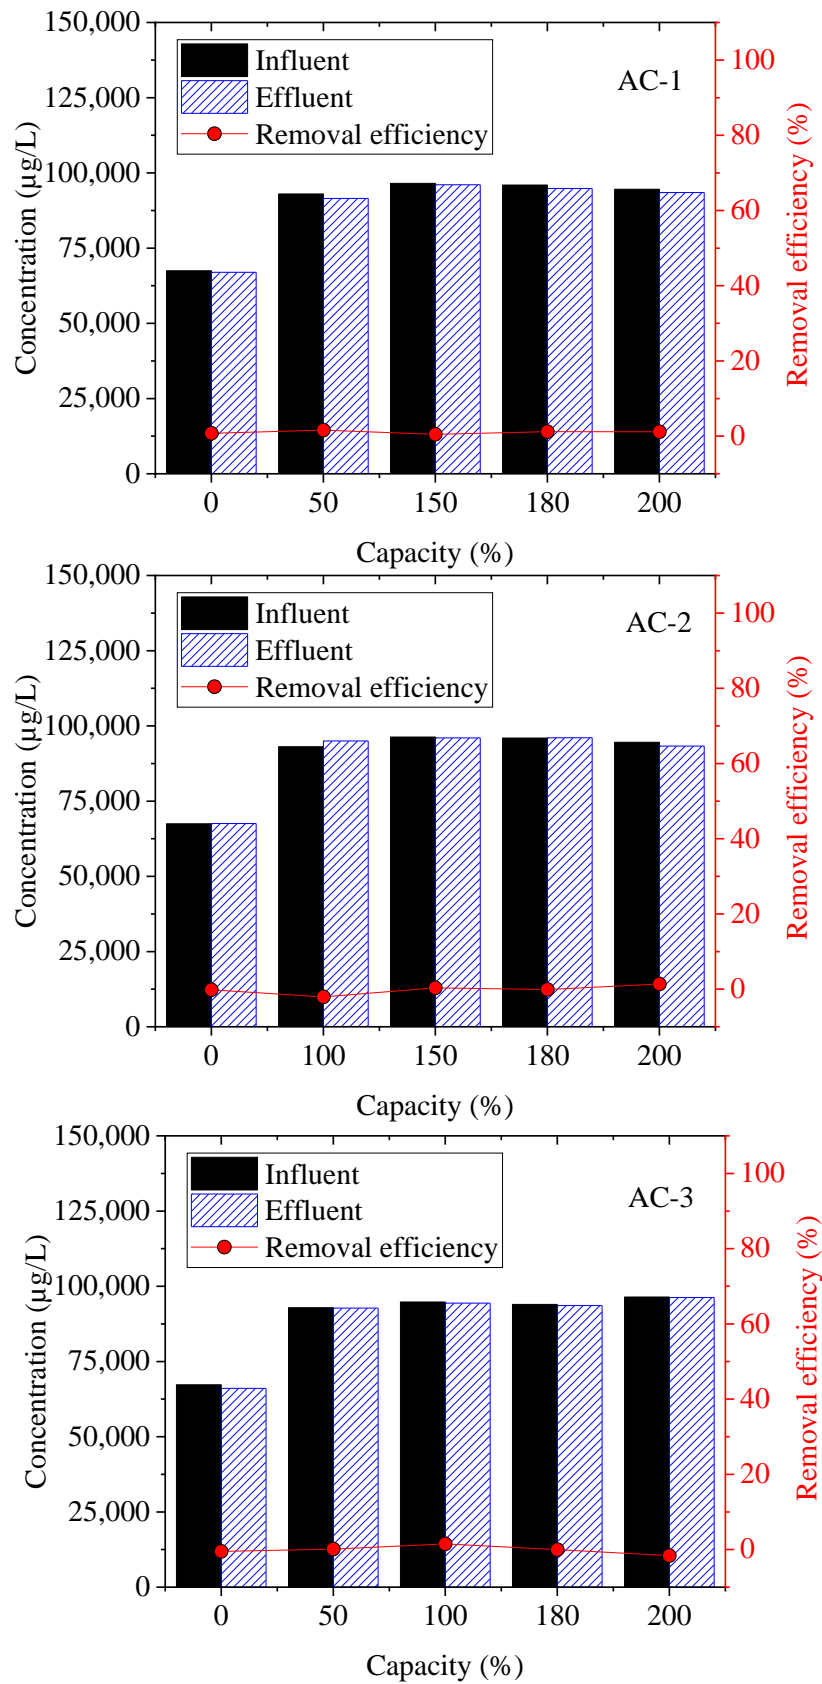 150,000
125,000
100,000
75,000
50,000
25,000
0
Concentration (µg/L)
Influent
Effluent
Removal efficiency
AC-1
100
80
60
40
20
0
Removal efficiency (%)
0 50 150 180 200
Capacity (%)
150,000
125,000
100,000
75,000
50,000
25,000
0
Concentration (µg/L)
Influent
Effluent
Removal efficiency
AC-2
100
80
60
40
20
0
Removal efficiency (%)
0 100 150 180 200
Capacity (%)
150,000
125,000
100,000
75,000
50,000
25,000
0
Concentration (µg/L)
Influent
Effluent
Removal efficiency
AC-3
100
80
60
40
20
0
Removal efficiency (%)
0 50 100 180 200
Capacity (%)